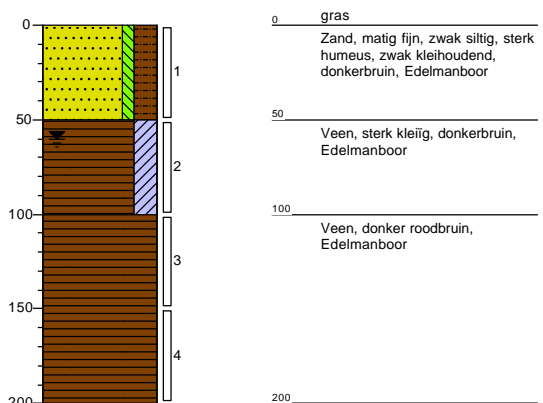 0
50
100
150
200
1
2
3
4
0
gras
Zand, matig fijn, zwak siltig, sterk
humeus, zwak kleihoudend,
donkerbruin, Edelmanboor
50
Veen, sterk kleiïg, donkerbruin,
Edelmanboor
100
Veen, donker roodbruin,
Edelmanboor
200